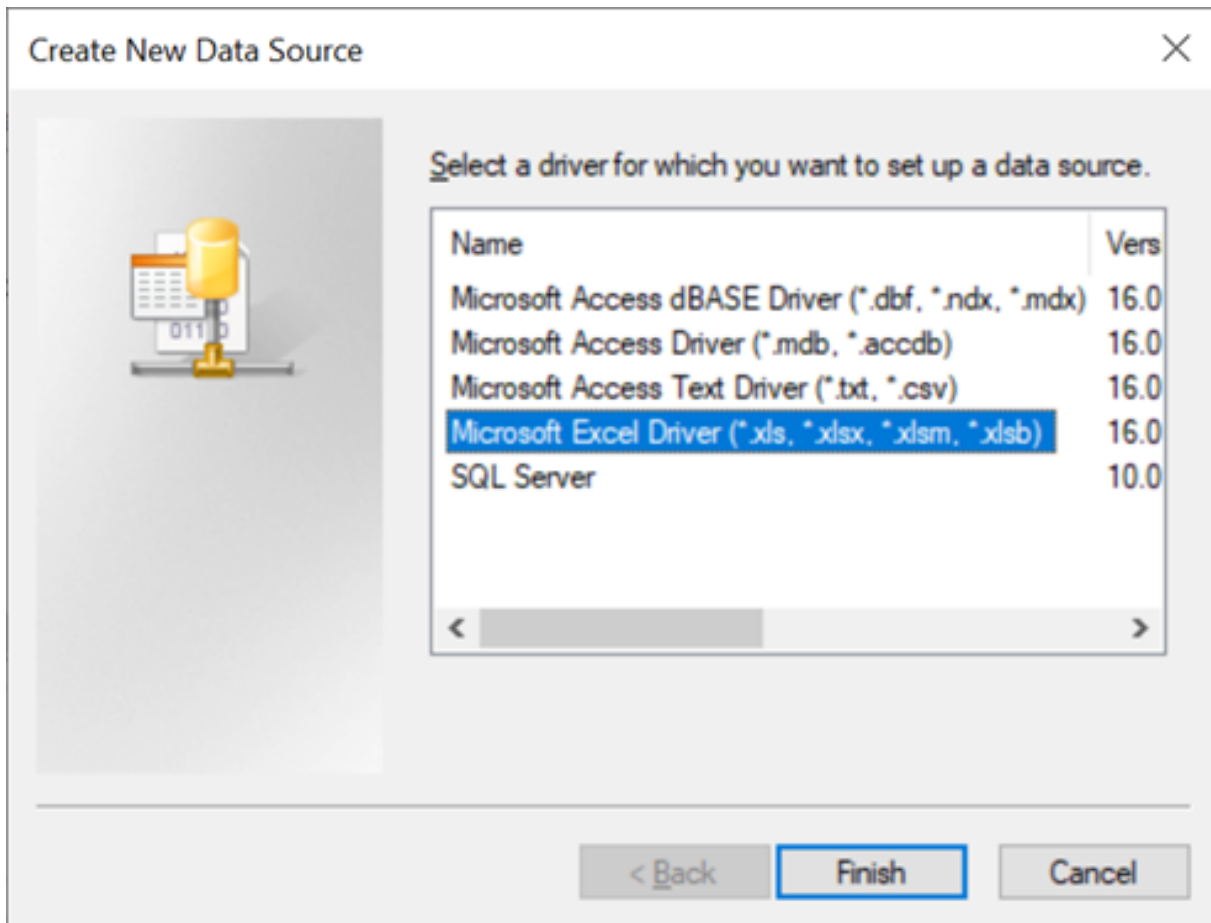 Create New Data Source
Select a driver for which you want to set up a data source.
Name Vers
Microsoft Access dBASE Driver (*.dbf, *.ndx, *.mdx) 16.0
Microsoft Access Driver (*.mdb, *.accdb) 16.0
Microsoft Access Text Driver (*.txt, *.csv) 16.0
Microsoft Excel Driver (*.xls, *.xlsx, *.xlsm, *.xlsb) 16.0
SQL Server 10.0
< Back Finish Cancel